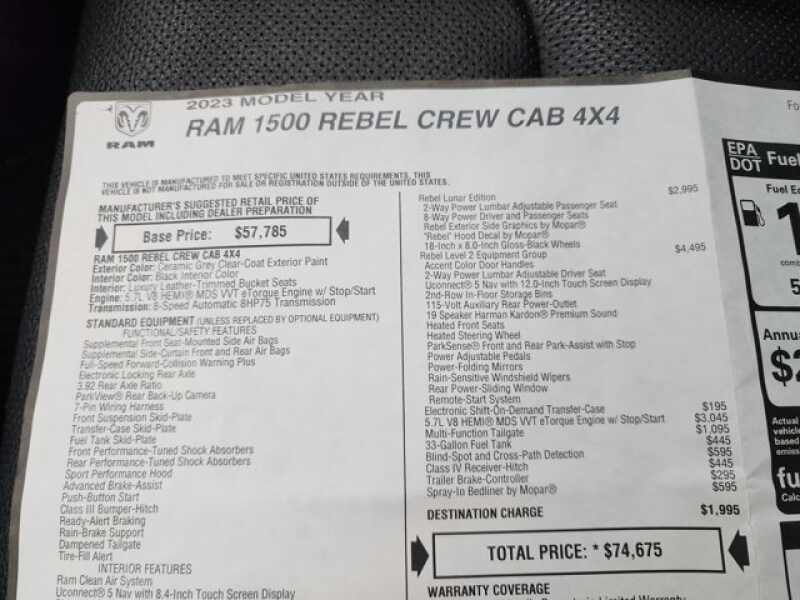 2023 MODEL YEAR
RAM 1500 REBEL CREW CAB 4X4
RAM
THIS VEHICLE IS MANUFACTURED TO MEET SPECIFIC UNITED STATES REQUIREMENTS. THIS
VEHICLE IS NOT MANUFACTURED FOR SALE OR REGISTRATION OUTSIDE OF THE UNITED STATES.
MANUFACTURER'S SUGGESTED RETAIL PRICE OF
THIS MODEL INCLUDING DEALER PREPARATION
Base Price: $57,785
RAM 1500 REBEL CREW CAB 4X4
Exterior Color: Ceramic Grey Clear-Coat Exterior Paint
Interior Color: Black Interior Color
Interior: Luxury Leather-Trimmed Bucket Seats
Engine: 5.7L V8 HEMI® MDS VVT eTorque Engine w/ Stop/Start
Transmission: 8-Speed Automatic 8HP75 Transmission
STANDARD EQUIPMENT (UNLESS REPLACED BY OPTIONAL EQUIPMENT)
FUNCTIONAL/SAFETY FEATURES
Supplemental Front Seat-Mounted Side Air Bags
Supplemental Side-Curtain Front and Rear Air Bags
Full-Speed Forward-Collision Warning Plus
Electronic Locking Rear Axle
3.92 Rear Axle Ratio
ParkView® Rear Back-Up Camera
7-Pin Wiring Harness
Front Suspension Skid-Plate
Transfer-Case Skid-Plate
Fuel Tank Skid-Plate
Front Performance-Tuned Shock Absorbers
Rear Performance-Tuned Shock Absorbers
Sport Performance Hood
Advanced Brake-Assist
Push-Button Start
Class III Bumper-Hitch
Ready-Alert Braking
Rain-Brake Support
Dampened Tailgate
Tire-Fill Alert
INTERIOR FEATURES
Ram Clean Air System
Uconnect® 5 Nav with 8.4-Inch Touch Screen Display
Rebel Lunar Edition $2,995
2-Way Power Lumbar Adjustable Passenger Seat
8-Way Power Driver and Passenger Seats
Rebel Exterior Side Graphics by Mopar®
"Rebel" Hood Decal by Mopar®
18-Inch x 8.0-Inch Gloss-Black Wheels
Rebel Level 2 Equipment Group $4,495
Accent Color Door Handles
2-Way Power Lumbar Adjustable Driver Seat
Uconnect® 5 Nav with 12.0-Inch Touch Screen Display
2nd-Row In-Floor Storage Bins
115-Volt Auxiliary Rear Power-Outlet
19 Speaker Harman Kardon® Premium Sound
Heated Front Seats
Heated Steering Wheel
ParkSense® Front and Rear Park-Assist with Stop
Power Adjustable Pedals
Power-Folding Mirrors
Rain-Sensitive Windshield Wipers
Rear Power-Sliding Window
Remote-Start System
Electronic Shift-On-Demand Transfer-Case $195
5.7L V8 HEMI® MDS VVT eTorque Engine w/ Stop/Start $3,045
Multi-Function Tailgate $1,095
33-Gallon Fuel Tank $445
Blind-Spot and Cross-Path Detection $595
Class IV Receiver-Hitch $445
Trailer Brake-Controller $295
Spray-In Bedliner by Mopar® $595
DESTINATION CHARGE $1,995
TOTAL PRICE: * $74,675
WARRANTY COVERAGE
Limited Warranty
Fo
EPA
DOT Fuel
Fuel Ec
1
com
5
Annua
$2
Actual
vehicle
based
emiss
fu
Calc